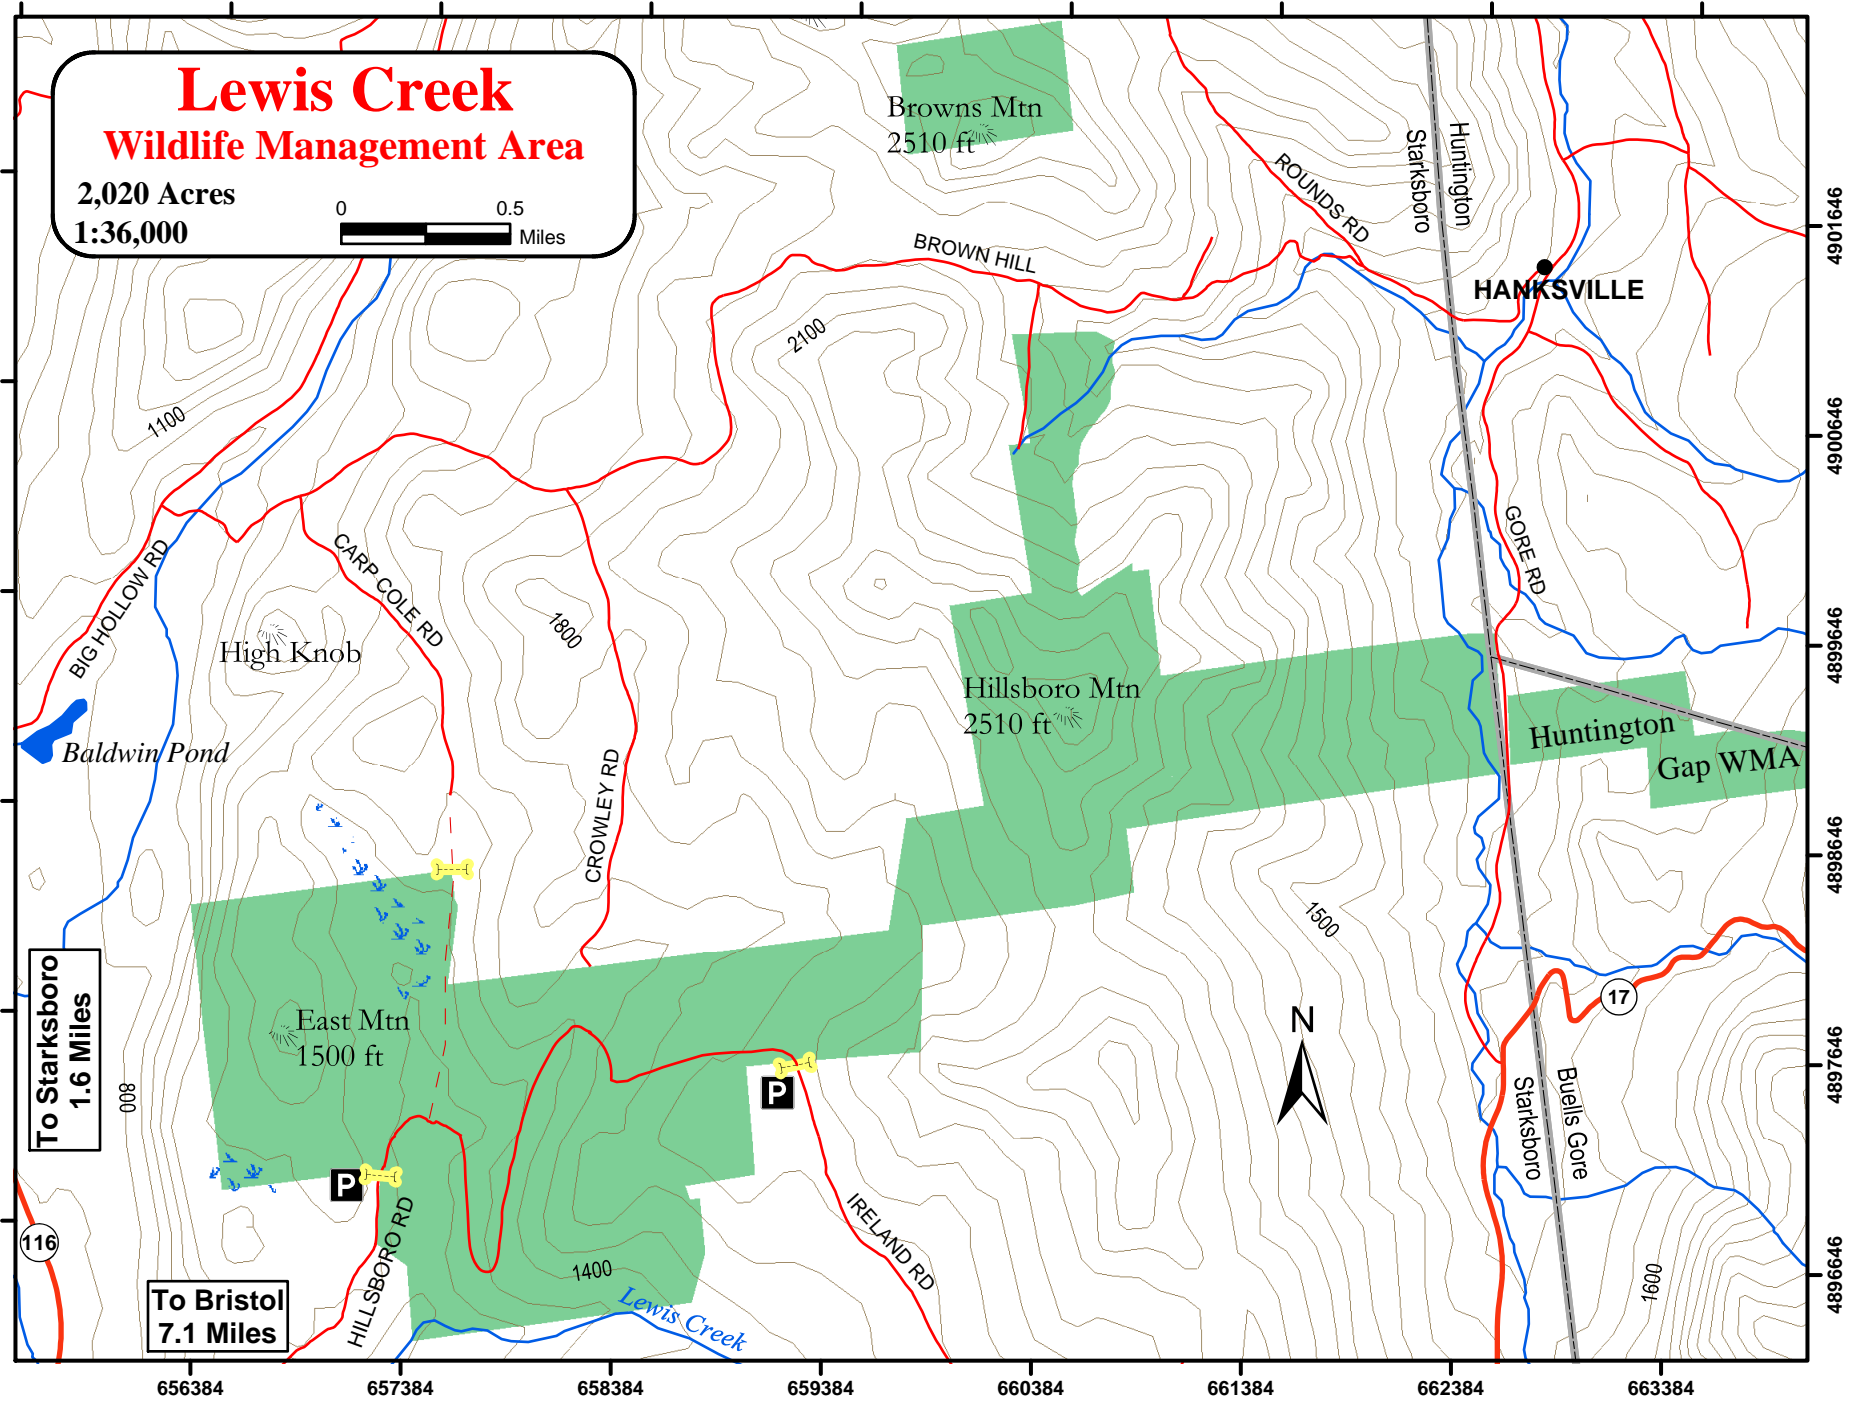 Lewis Creek
Wildlife Management Area
2,020 Acres
1:36,000
0
0.5
Miles
Browns Mtn
2510 ft
ROUNDS RD
Starksboro
Huntington
4901646
BROWN HILL
HANKSVILLE
2100
1100
4900646
GORE RD
CARP COLE RD
BIG HOLLOW RD
1800
High Knob
4899646
Hillsboro Mtn
2510 ft
Huntington
Gap WMA
Baldwin Pond
CROWLEY RD
4898646
1500
To Starksboro
1.6 Miles
17
East Mtn
1500 ft
N
800
P
4897646
Starksboro
Buells Gore
P
HILLSBORO RD
IRELAND RD
116
1400
1600
4896646
Lewis Creek
To Bristol
7.1 Miles
656384
657384
658384
659384
660384
661384
662384
663384